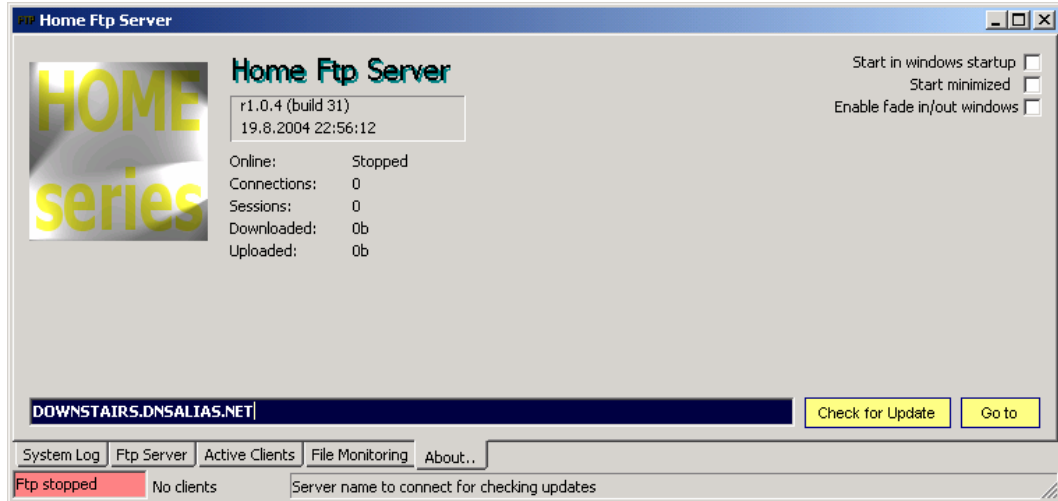 FTP Home Ftp Server
HOME
series
Home Ftp Server
r1.0.4 (build 31)
19.8.2004 22:56:12
Online: Stopped
Connections: 0
Sessions: 0
Downloaded: 0b
Uploaded: 0b
Start in windows startup
Start minimized
Enable fade in/out windows
DOWNSTAIRS.DNSALIAS.NET
Check for Update Go to
System Log Ftp Server Active Clients File Monitoring About..
Ftp stopped No clients Server name to connect for checking updates